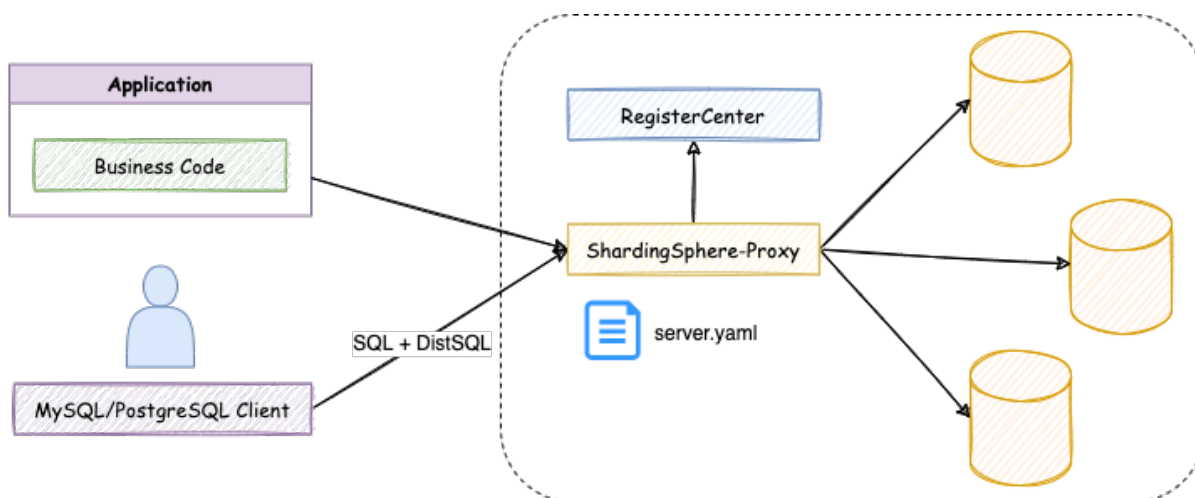 Application
Business Code
RegisterCenter
ShardingSphere-Proxy
server.yaml
SQL + DistSQL
MySQL/PostgreSQL Client